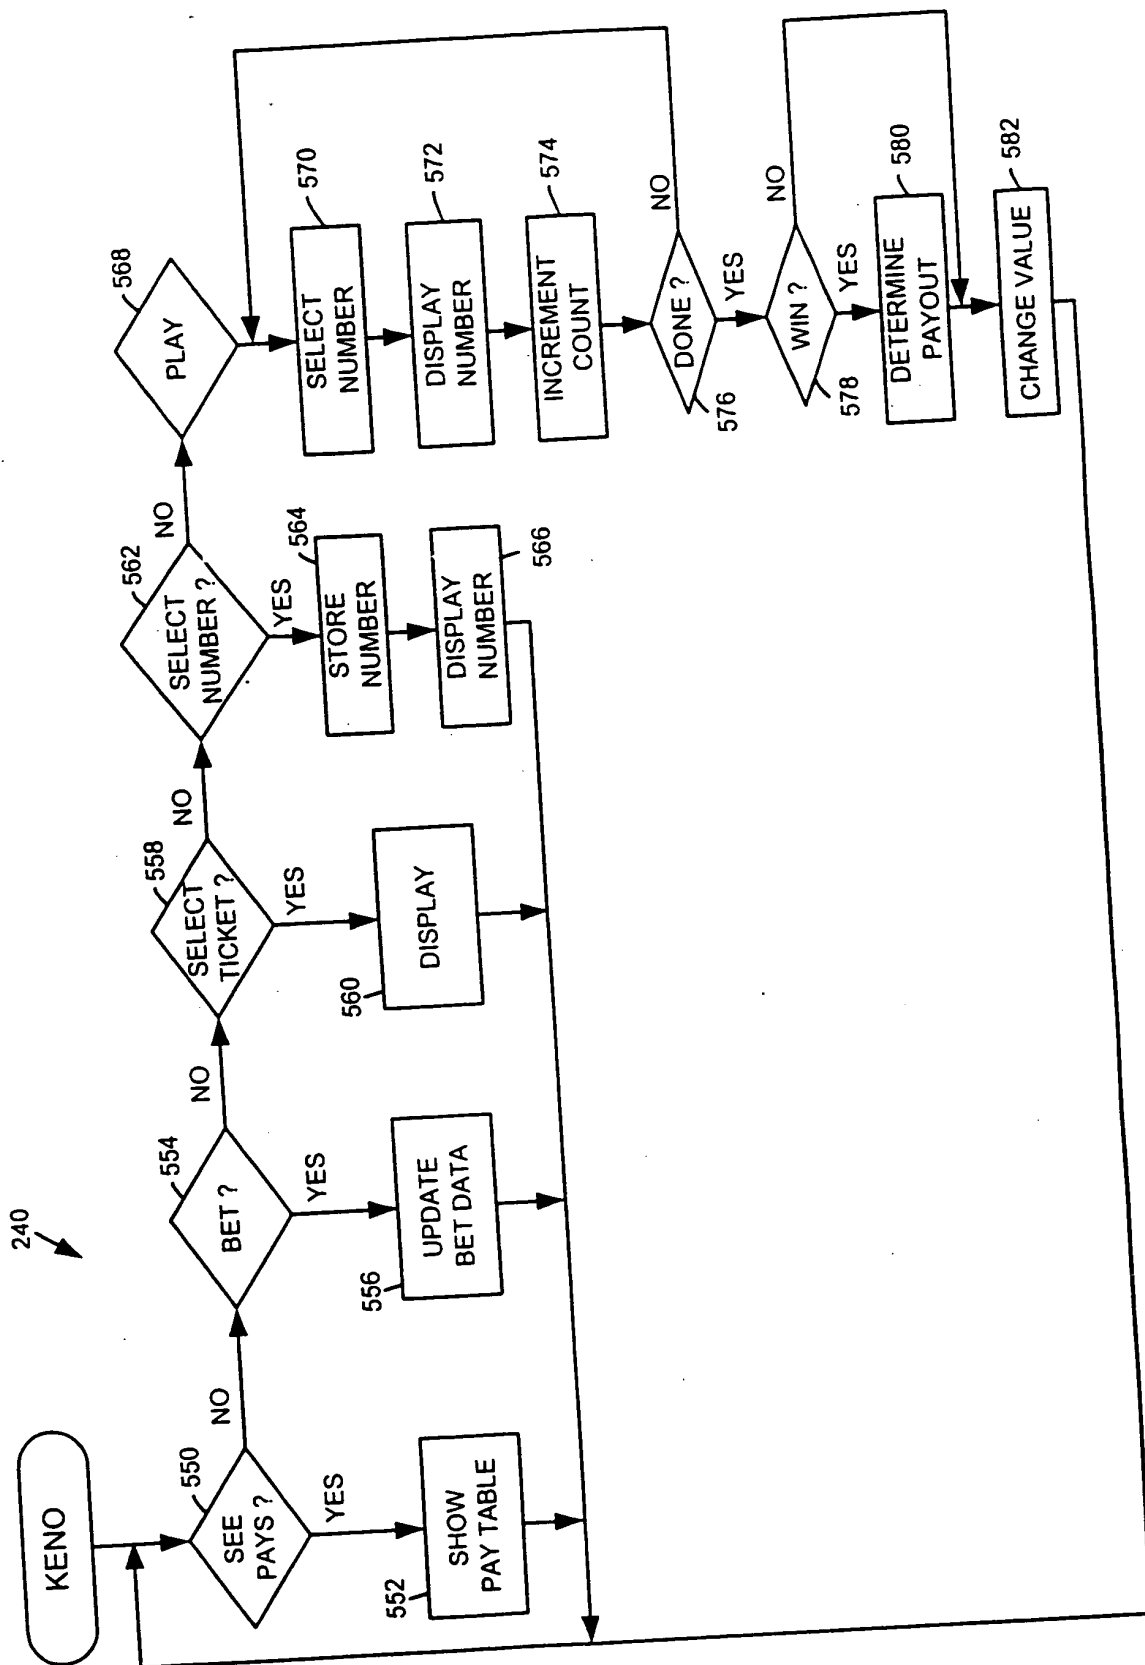 240
KENO
550
SEE
PAYS ?
NO
YES
552
SHOW
PAY TABLE
554
BET ?
NO
YES
556
UPDATE
BET DATA
558
SELECT
TICKET ?
NO
YES
560
DISPLAY
562
SELECT
NUMBER ?
NO
YES
564
STORE
NUMBER
566
DISPLAY
NUMBER
568
PLAY
570
SELECT
NUMBER
572
DISPLAY
NUMBER
574
INCREMENT
COUNT
576
DONE ?
NO
YES
578
WIN ?
NO
YES
580
DETERMINE
PAYOUT
582
CHANGE VALUE